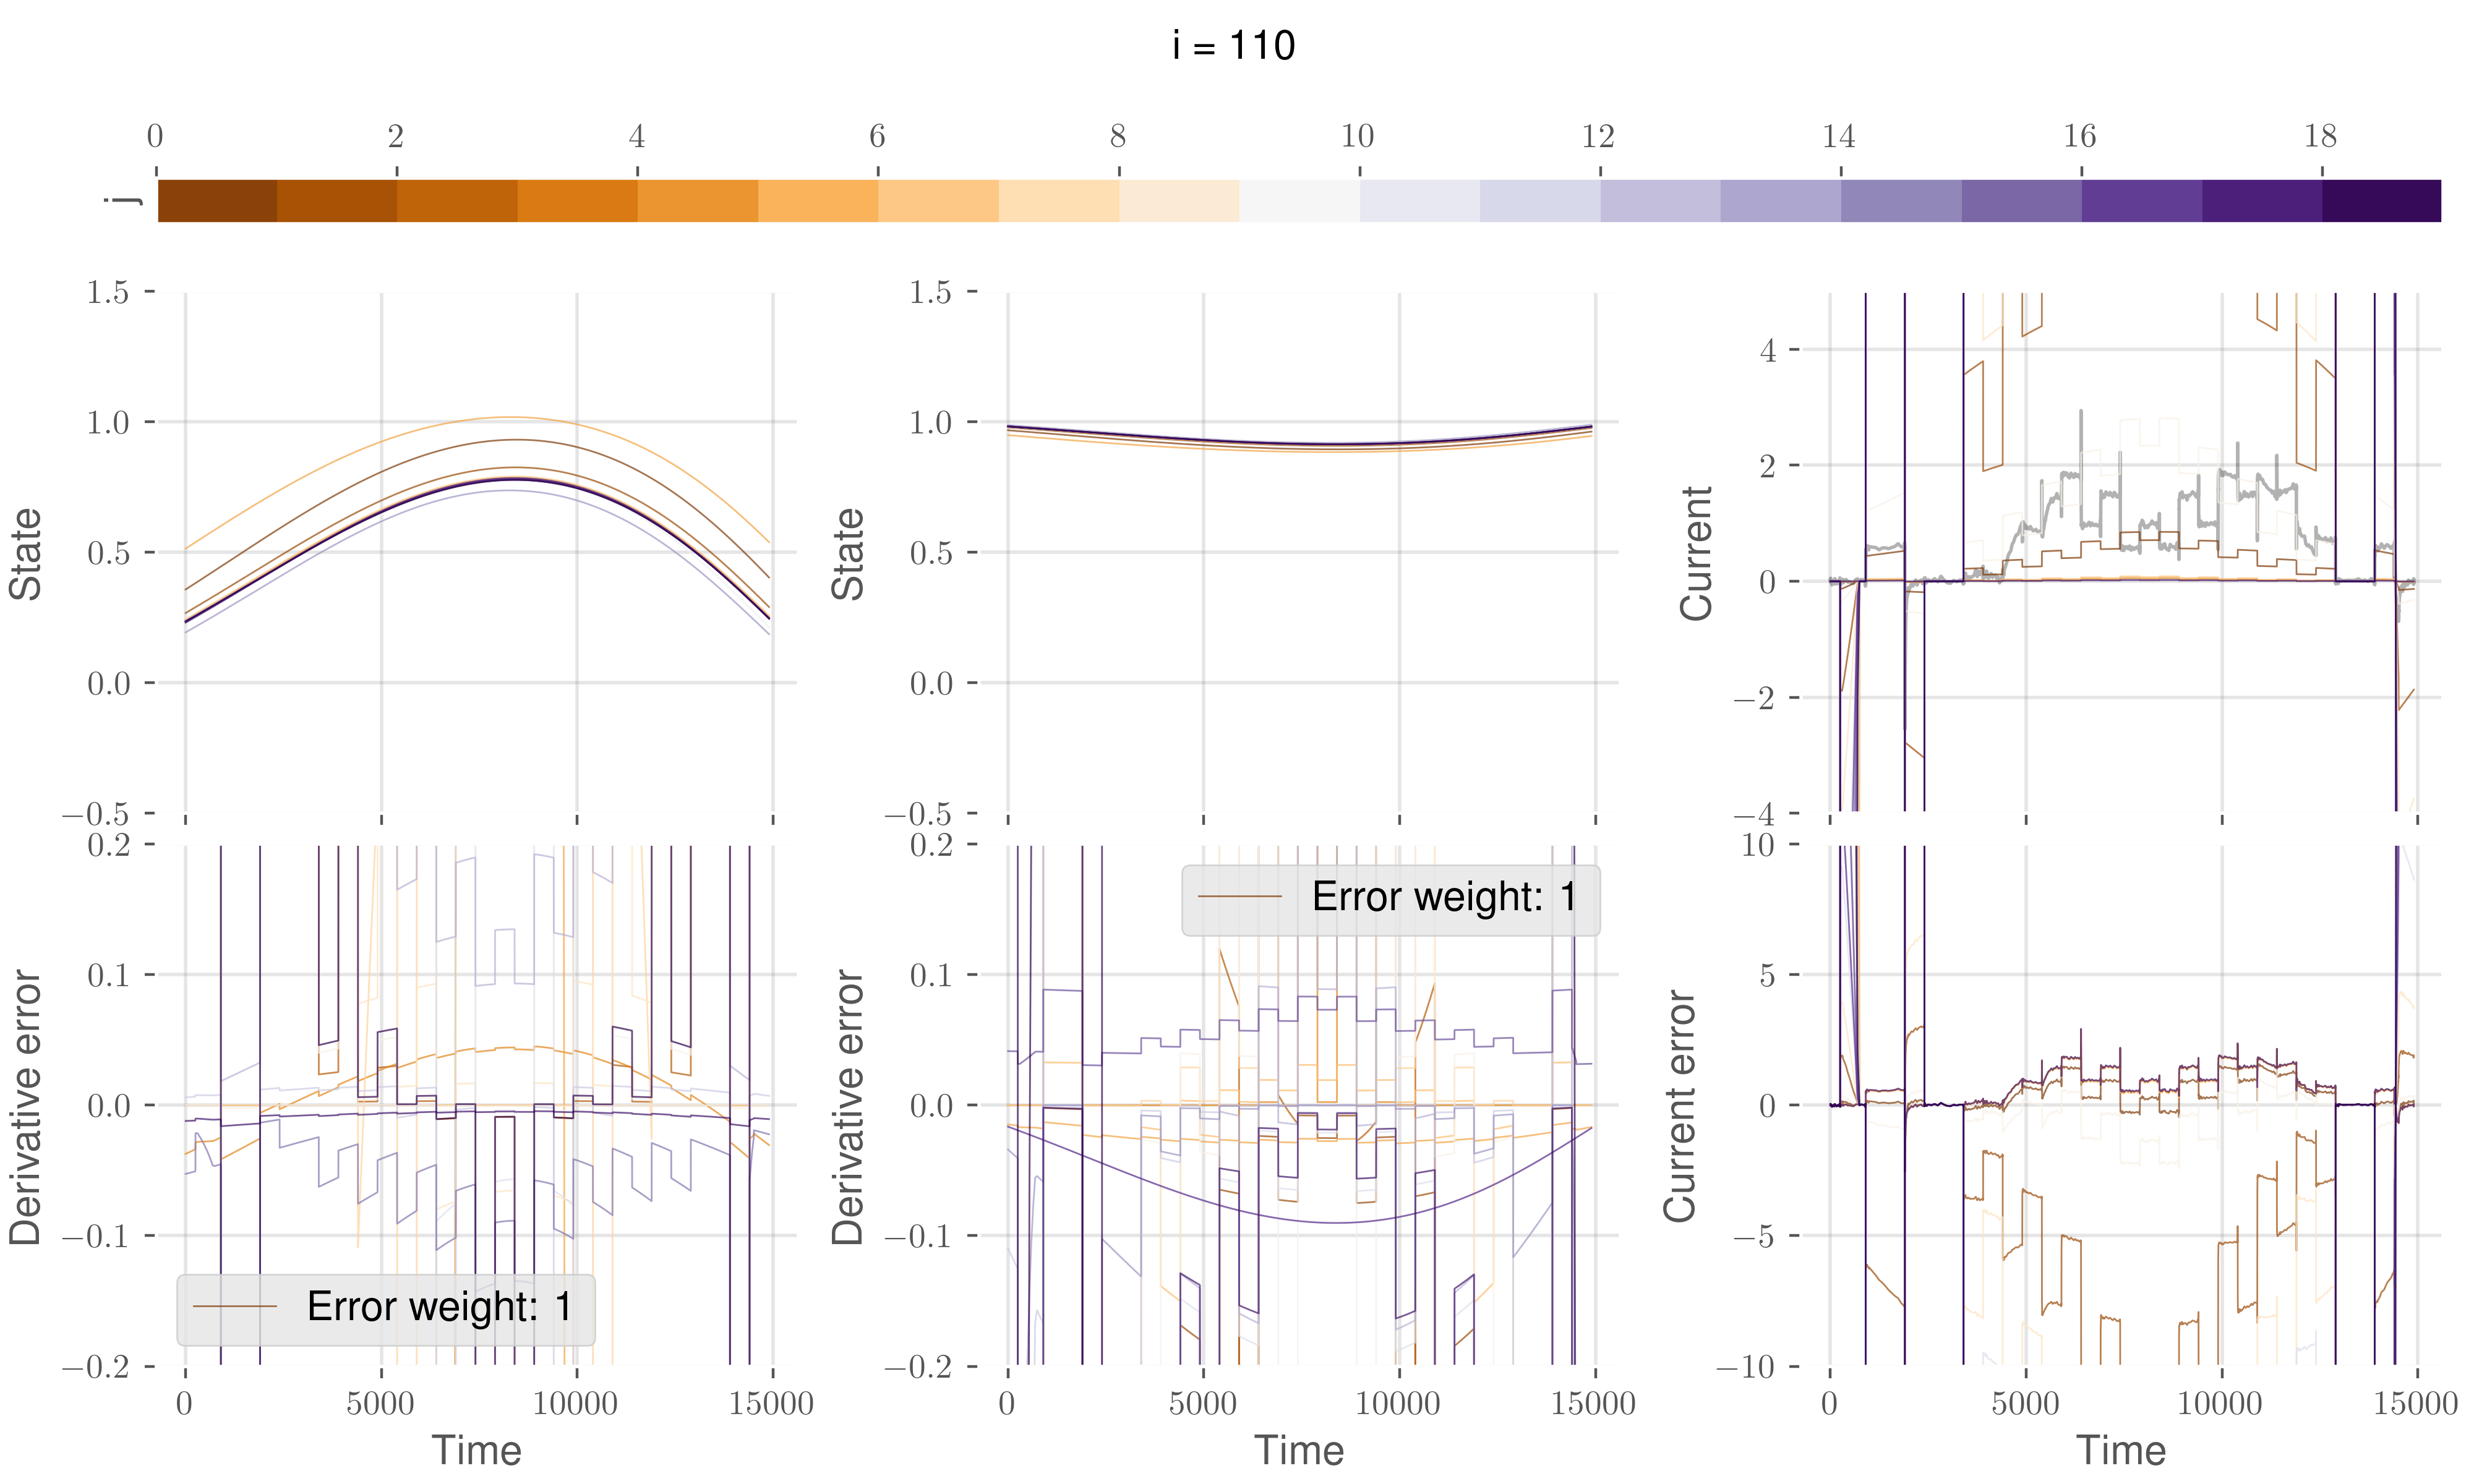 i = 110
0 2 4 6 8 10 12 14 16 18
j
1.5 1.0 0.5 0.0 −0.5
State
1.5 1.0 0.5 0.0 −0.5
State
4 2 0 −2 −4
Current
0.2 0.1 0.0 −0.1 −0.2
Derivative error
Error weight: 1
0 5000 10000 15000
Time
0.2 0.1 0.0 −0.1 −0.2
Derivative error
Error weight: 1
0 5000 10000 15000
Time
10 5 0 −5 −10
Current error
0 5000 10000 15000
Time